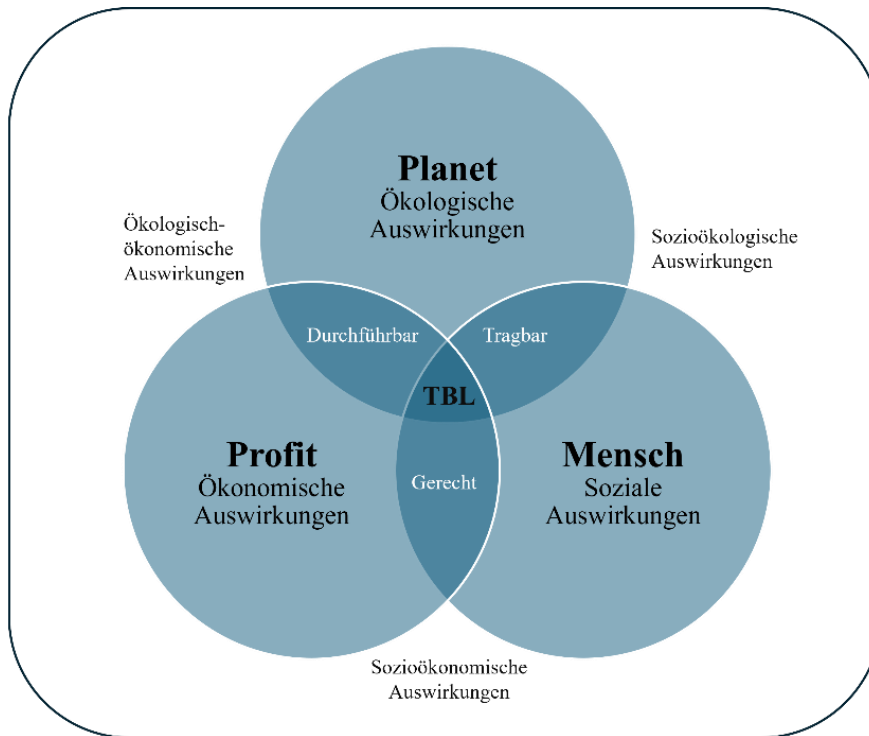 Planet
Ökologische
Auswirkungen
Ökologisch-
ökonomische
Auswirkungen
Sozioökologische
Auswirkungen
Durchführbar
Tragbar
TBL
Profit
Ökonomische
Auswirkungen
Gerecht
Mensch
Soziale
Auswirkungen
Sozioökonomische
Auswirkungen